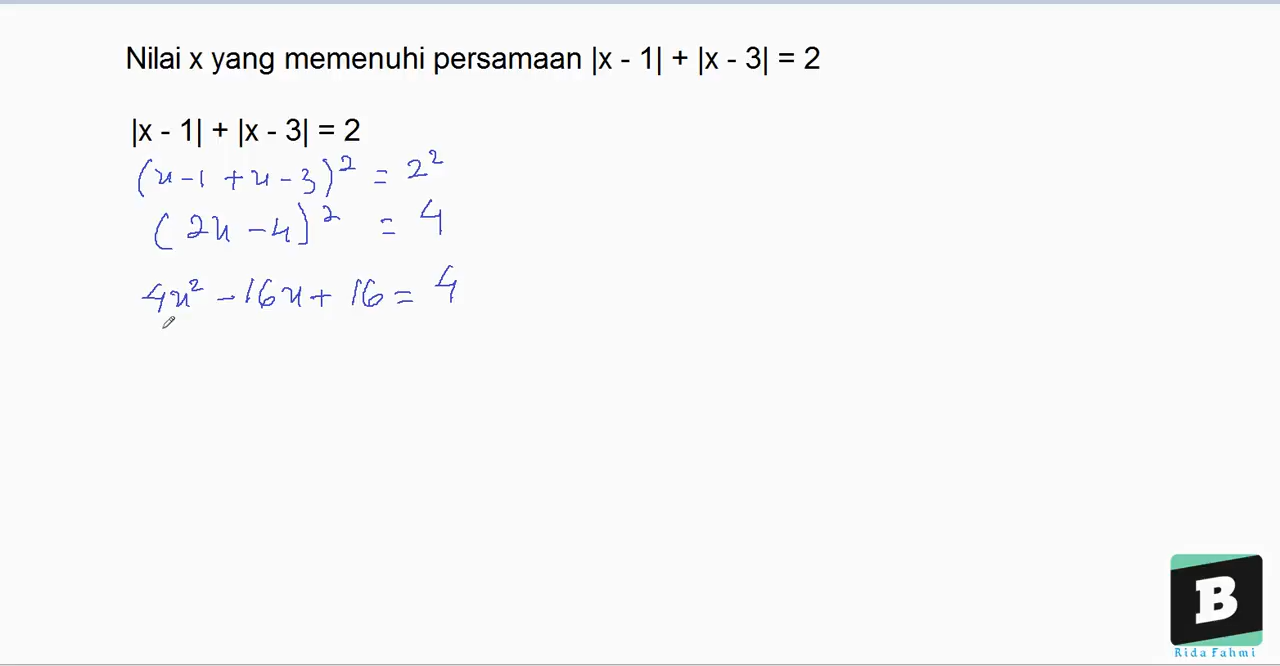 Nilai x yang memenuhi persamaan |x - 1| + |x - 3| = 2
|x - 1| + |x - 3| = 2
(x - 1 + x - 3)² = 2²
(2x - 4)² = 4
4x² - 16x + 16 = 4
B
Rida Fahmi